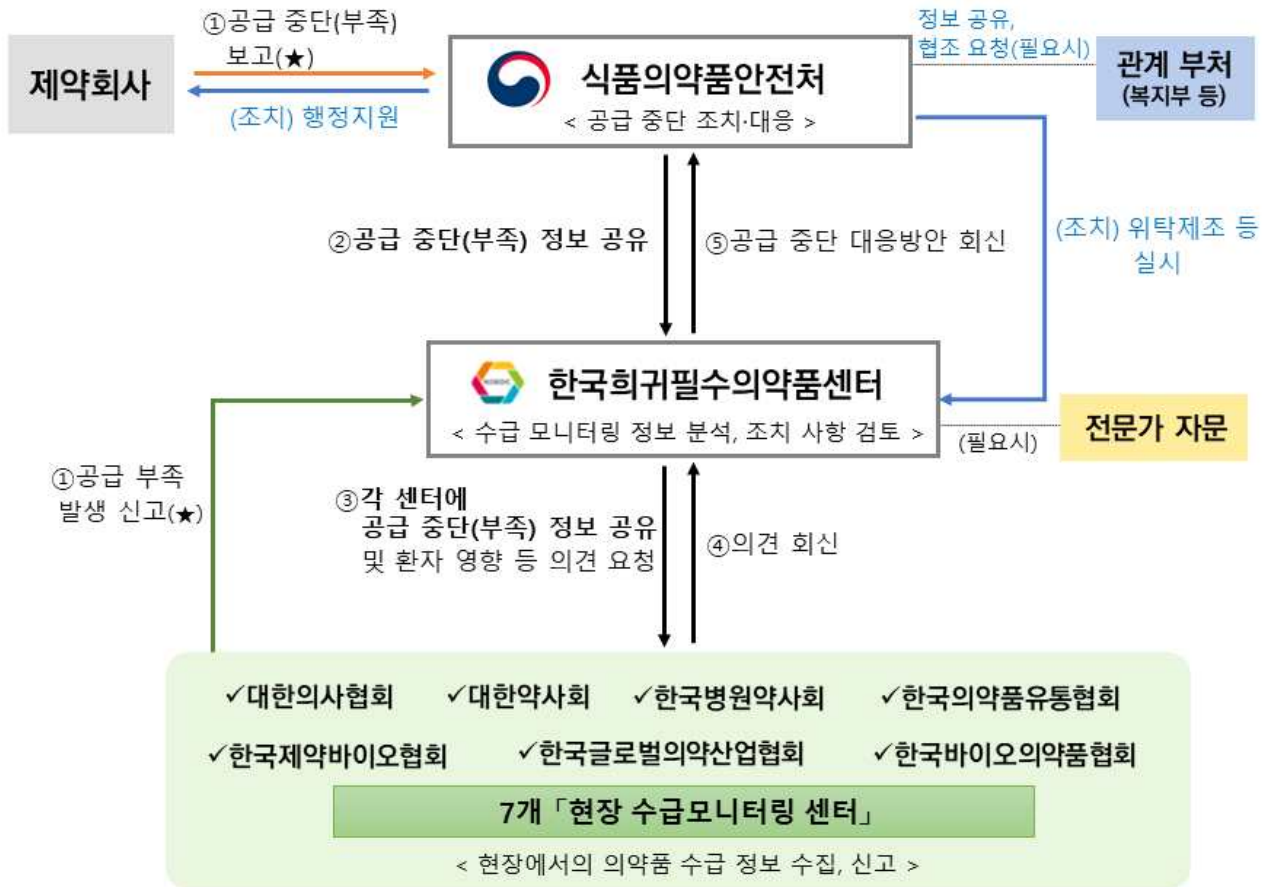 ①공급 중단(부족)
보고(★)
제약회사
(조치) 행정지원
식품의약품안전처
< 공급 중단 조치·대응 >
정보 공유,
협조 요청(필요시)
관계 부처
(복지부 등)
②공급 중단(부족) 정보 공유
⑤공급 중단 대응방안 회신
(조치) 위탁제조 등
실시
한국희귀필수의약품센터
< 수급 모니터링 정보 분석, 조치 사항 검토 >
(필요시)
전문가 자문
①공급 부족
발생 신고(★)
③각 센터에
공급 중단(부족) 정보 공유
및 환자 영향 등 의견 요청
④의견 회신
✓대한의사협회 ✓대한약사회 ✓한국병원약사회 ✓한국의약품유통협회
✓한국제약바이오협회 ✓한국글로벌의약산업협회 ✓한국바이오의약품협회
7개 「현장 수급모니터링 센터」
< 현장에서의 의약품 수급 정보 수집, 신고 >